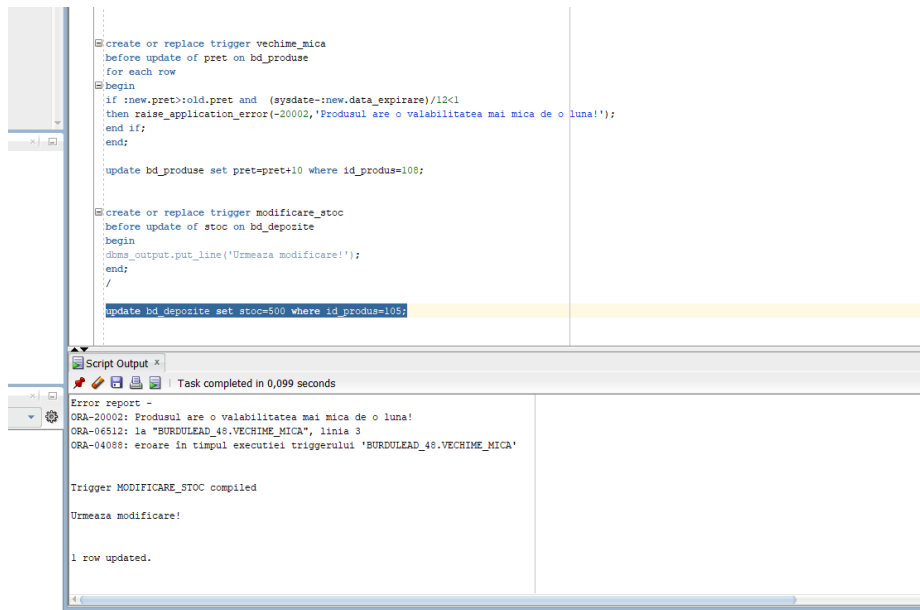 create or replace trigger vechime_mica
before update of pret on bd_produse
for each row
begin
if :new.pret>:old.pret and  (sysdate-:new.data_expirare)/12<1
then raise_application_error(-20002,'Produsul are o valabilitatea mai mica de o luna!');
end if;
end;
update bd_produse set pret=pret+10 where id_produs=108;
create or replace trigger modificare_stoc
before update of stoc on bd_depozite
begin
dbms_output.put_line('Urmeaza modificare!');
end;
/
update bd_depozite set stoc=500 where id_produs=105;
Script Output
Task completed in 0,099 seconds
Error report -
ORA-20002: Produsul are o valabilitatea mai mica de o luna!
ORA-06512: la "BURDULEAD_48.VECHIME_MICA", linia 3
ORA-04088: eroare în timpul executiei triggerului 'BURDULEAD_48.VECHIME_MICA'
Trigger MODIFICARE_STOC compiled
Urmeaza modificare!
1 row updated.